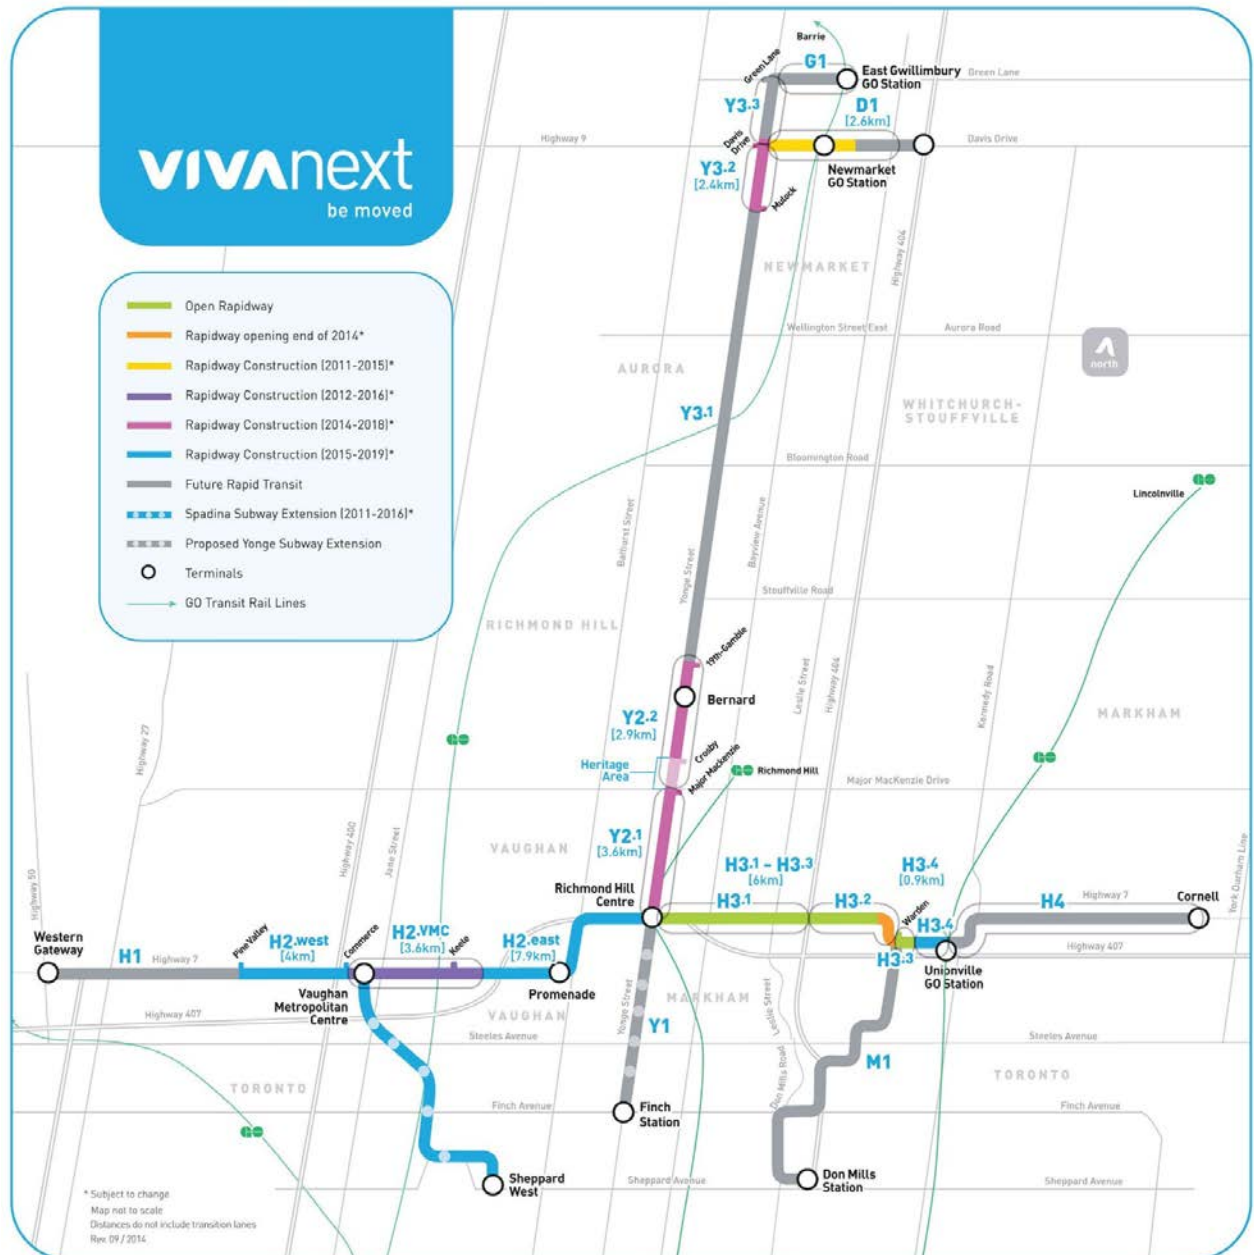 VIVAnext
be moved
Open Rapidway
Rapidway opening end of 2014*
Rapidway Construction (2011-2015)*
Rapidway Construction (2012-2016)*
Rapidway Construction (2014-2018)*
Rapidway Construction (2015-2019)*
Future Rapid Transit
Spadina Subway Extension (2011-2016)*
Proposed Yonge Subway Extension
Terminals
GO Transit Rail Lines
Barrie
G1
Green Lane
East Gwillimbury
GO Station
Green Lane
Y3.3
D1
[2.6km]
Highway 9
Davis
Drive
Davis Drive
Y3.2
[2.4km]
Newmarket
GO Station
Mulock
NEWMARKET
Highway 404
Wellington Street East
Aurora Road
north
AURORA
Y3.1
WHITCHURCH-
STOUFFVILLE
Bloomington Road
Lincolnville
Bathurst Street
Yonge Street
Bayview Avenue
Stouffville Road
RICHMOND HILL
19th-Gamble
Leslie Street
Highway 404
Kennedy Road
Bernard
MARKHAM
Y2.2
[2.9km]
Highway 27
Crosby
Heritage
Area
Major Mackenzie
Richmond Hill
Major MacKenzie Drive
Y2.1
[3.6km]
VAUGHAN
Highway 400
Jane Street
H3.1 - H3.3
[6km]
H3.4
[0.9km]
York Durham Line
Highway 50
Richmond Hill
Centre
H3.1
H3.2
Warden
H4
Highway 7
Cornell
Western
Gateway
H1
Highway 7
Pine Valley
H2.west
[4km]
Commerce
H2.VMC
[3.6km]
Keele
H2.east
[7.9km]
H3.4
Highway 407
H3.3
Unionville
GO Station
Vaughan
Metropolitan
Centre
Promenade
MARKHAM
Highway 407
VAUGHAN
Yonge Street
Y1
Leslie Street
Steeles Avenue
Steeles Avenue
M1
TORONTO
Don Mills Road
TORONTO
Finch Avenue
Finch
Station
Finch Avenue
Sheppard
West
Sheppard Avenue
Don Mills
Station
Sheppard Avenue
* Subject to change
Map not to scale
Distances do not include transition lanes
Rev. 09 / 2014